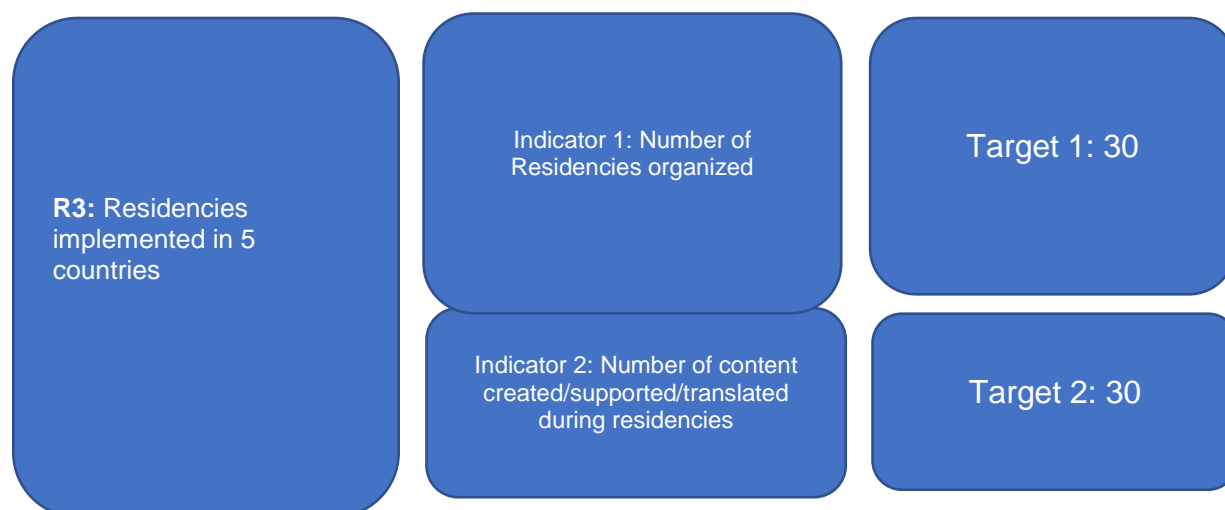 R3: Residencies
implemented in 5
countries
Indicator 1: Number of
Residencies organized
Target 1: 30
Indicator 2: Number of content
created/supported/translated
during residencies
Target 2: 30